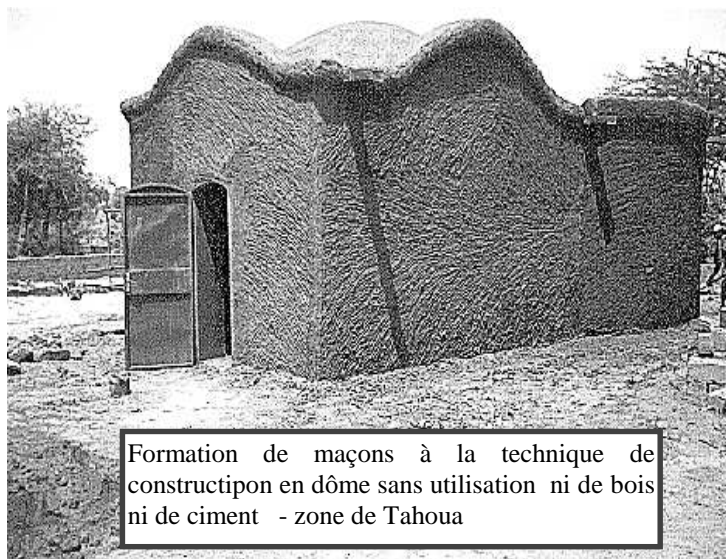 Formation de maçons à la technique de
constructipon en dôme sans utilisation ni de bois
ni de ciment - zone de Tahoua